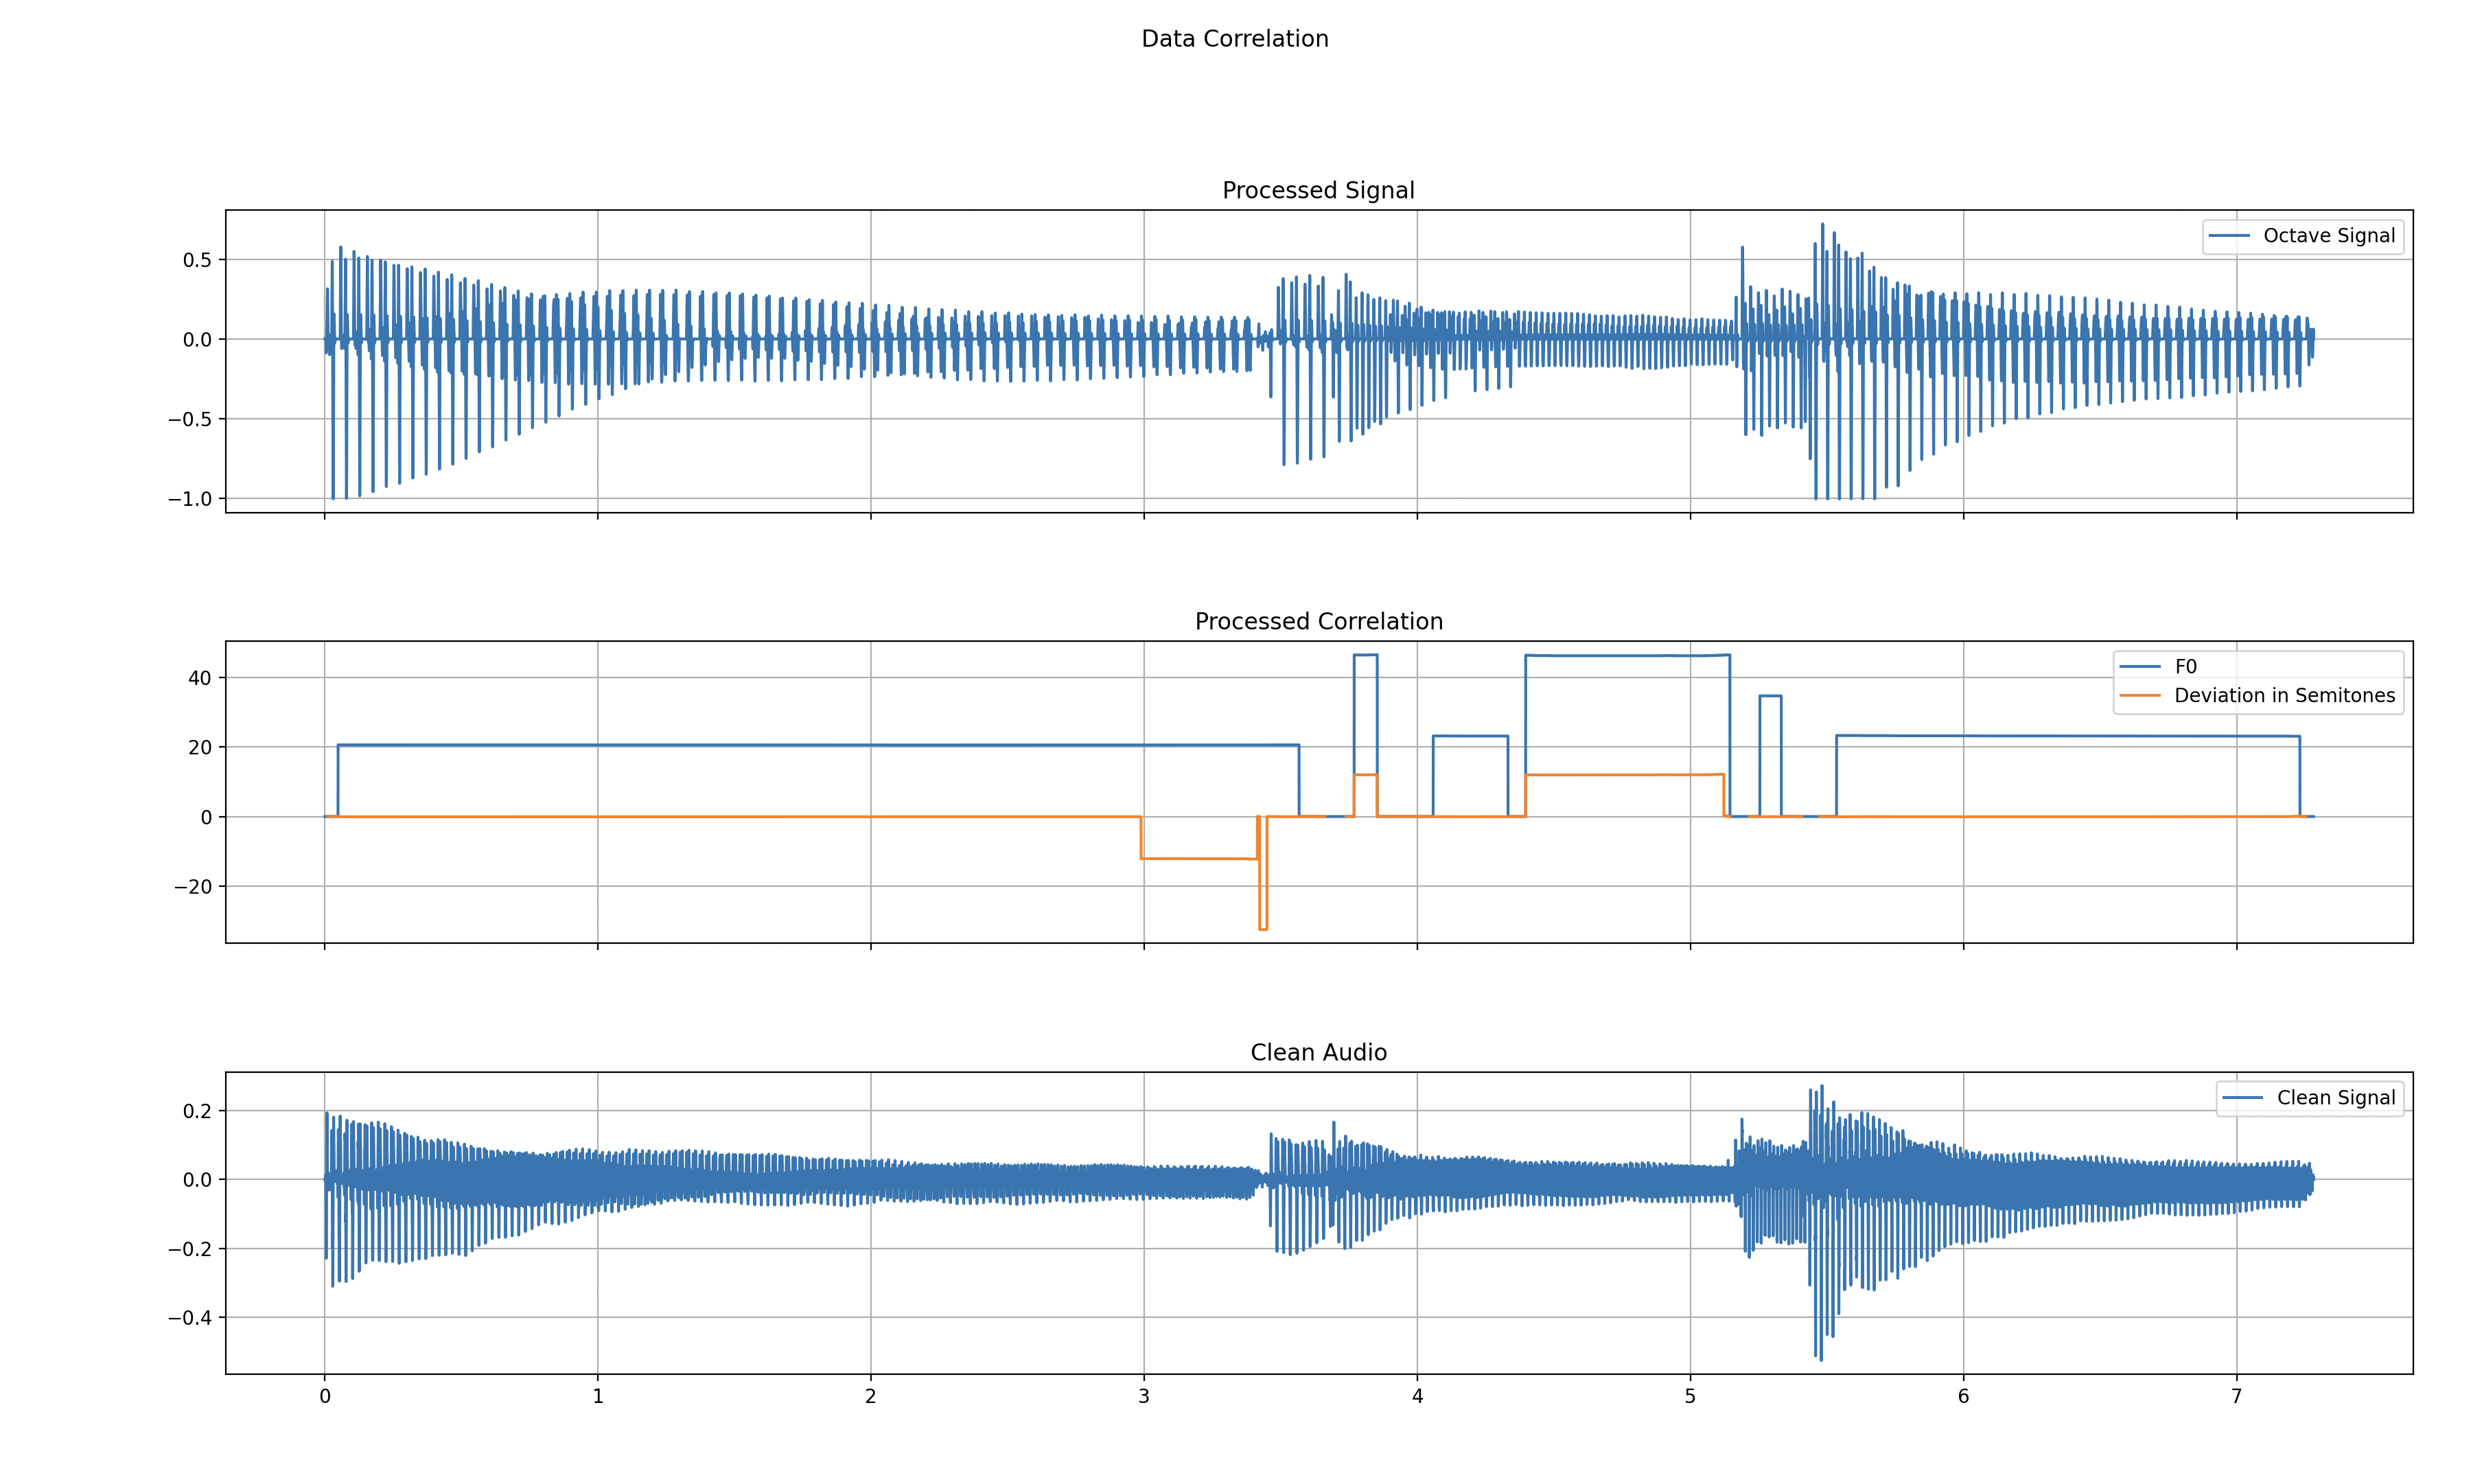 Data Correlation
Processed Signal
Octave Signal
0.5
0.0
−0.5
−1.0
Processed Correlation
F0
Deviation in Semitones
40
20
0
−20
Clean Audio
Clean Signal
0.2
0.0
−0.2
−0.4
0 1 2 3 4 5 6 7